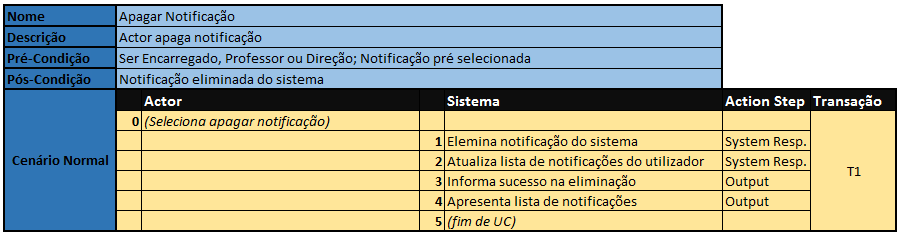 Nome Apagar Notificação
Descrição Actor apaga notificação
Pré-Condição Ser Encarregado, Professor ou Direção; Notificação pré selecionada
Pós-Condição Notificação eliminada do sistema
Cenário Normal
Actor Sistema Action Step Transação
0 (Seleciona apagar notificação)
1 Elemina notificação do sistema System Resp.
2 Atualiza lista de notificações do utilizador System Resp.
3 Informa sucesso na eliminação Output
4 Apresenta lista de notificações Output
5 (fim de UC)
T1